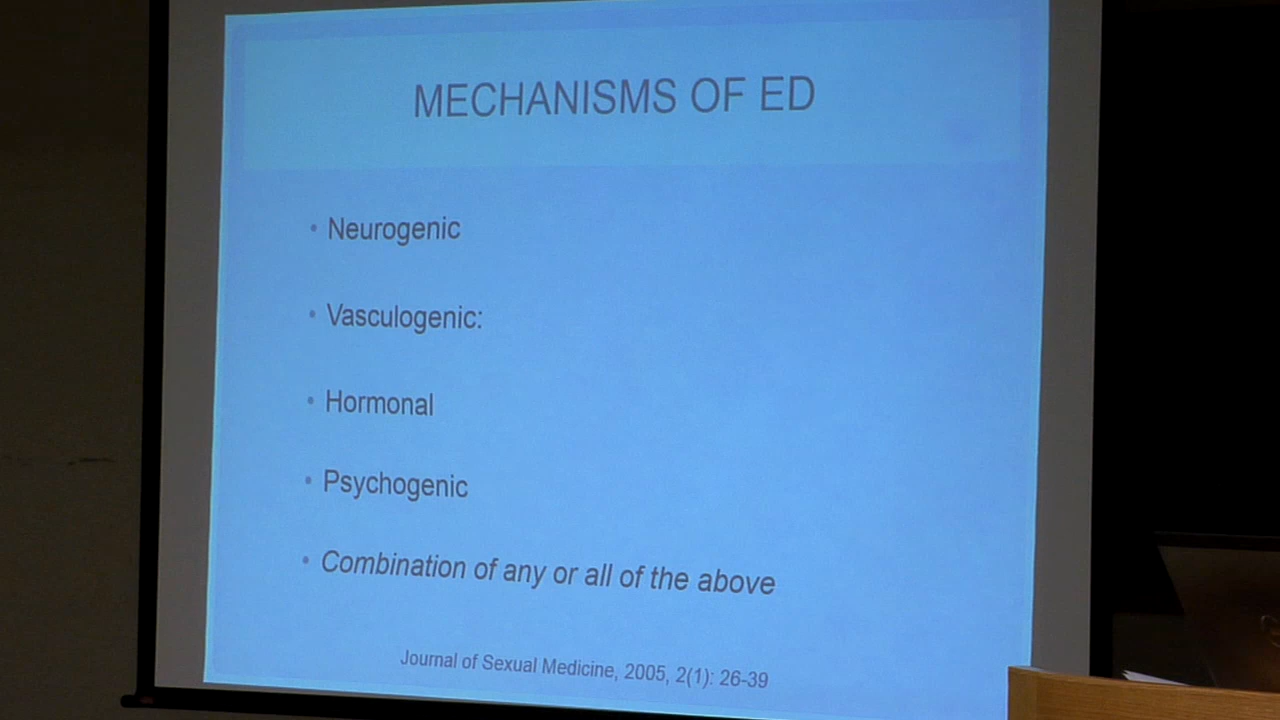 MECHANISMS OF ED
• Neurogenic
• Vasculogenic:
• Hormonal
• Psychogenic
• Combination of any or all of the above
Journal of Sexual Medicine, 2005, 2(1): 26-39